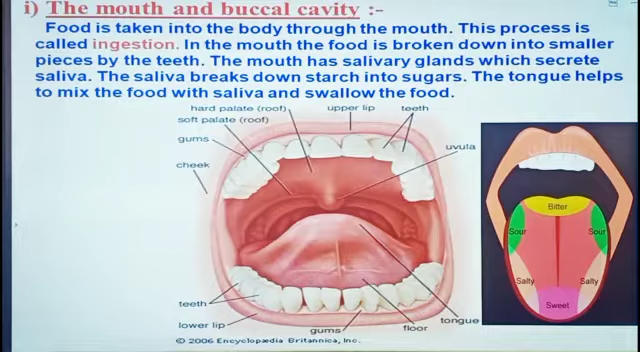 i) The mouth and buccal cavity :-
Food is taken into the body through the mouth. This process is
called ingestion. In the mouth the food is broken down into smaller
pieces by the teeth. The mouth has salivary glands which secrete
saliva. The saliva breaks down starch into sugars. The tongue helps
to mix the food with saliva and swallow the food.
hard palate (roof)
upper lip
teeth
soft palate (roof)
gums
uvula
cheek
Bitter
Sour
Sour
Salty
Salty
Sweet
teeth
lower lip
gums
floor
tongue
© 2006 Encyclopædia Britannica, Inc.